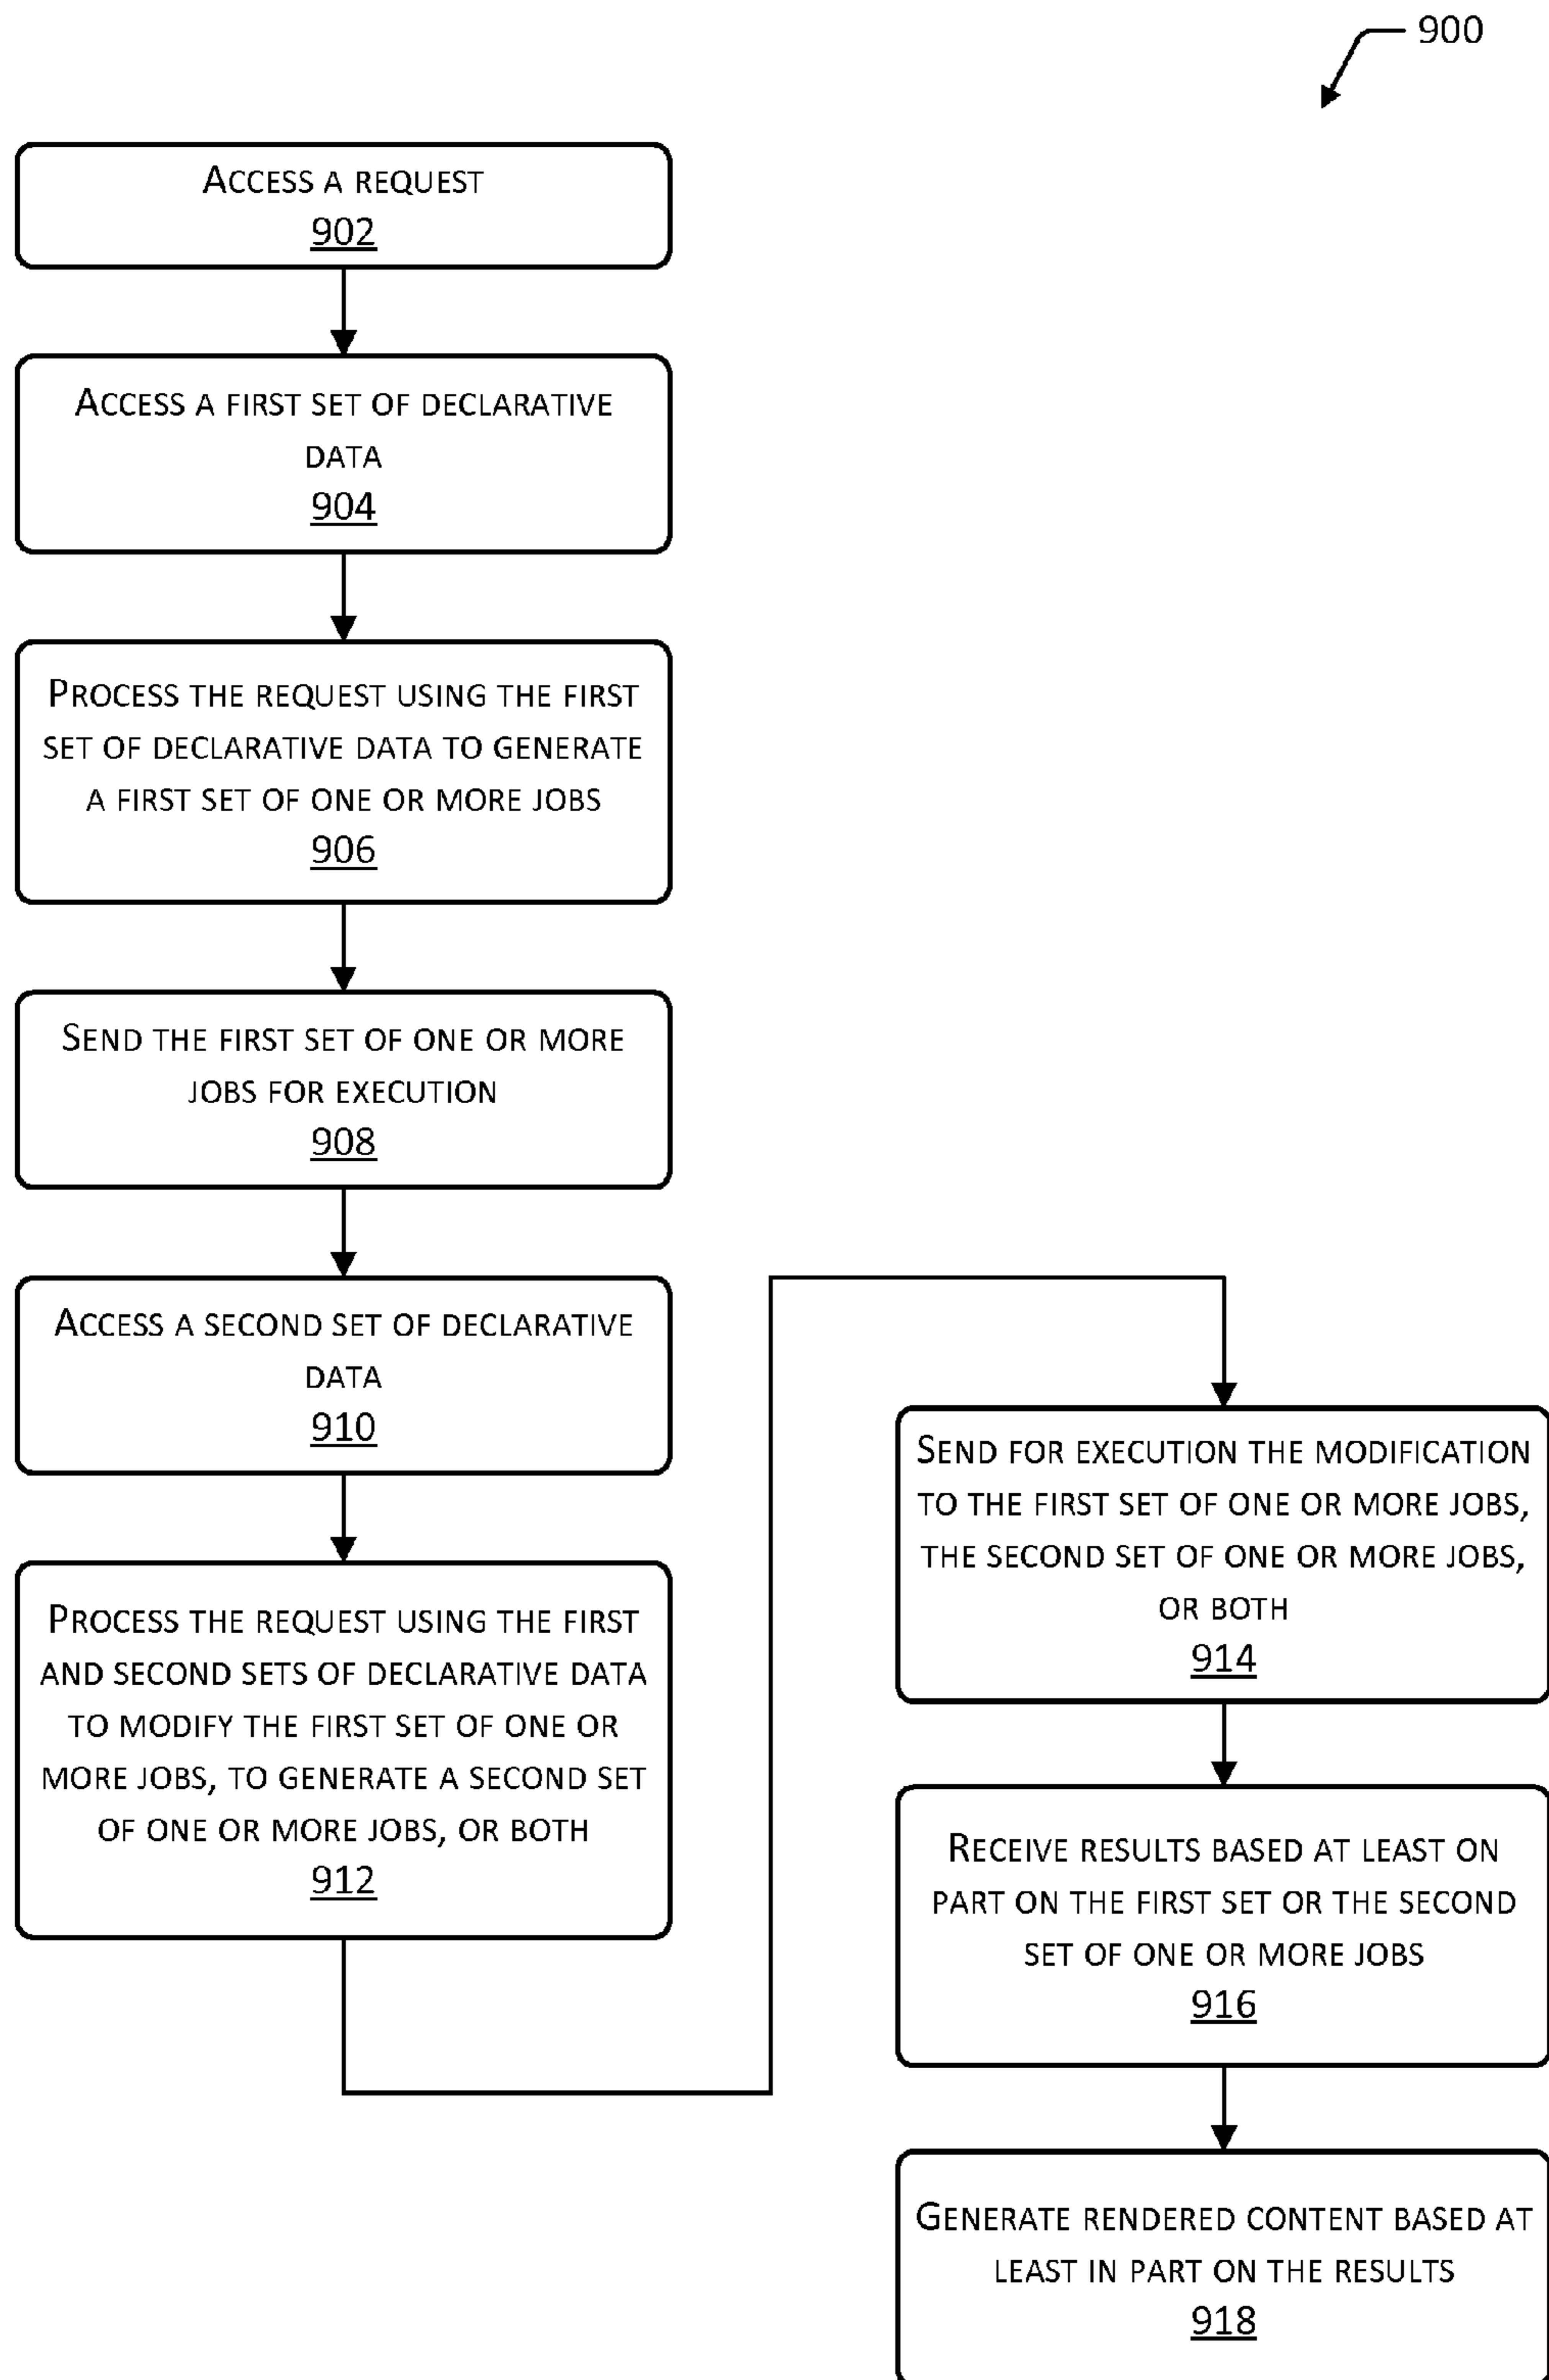 900
ACCESS A REQUEST
902
ACCESS A FIRST SET OF DECLARATIVE
DATA
904
PROCESS THE REQUEST USING THE FIRST
SET OF DECLARATIVE DATA TO GENERATE
A FIRST SET OF ONE OR MORE JOBS
906
SEND THE FIRST SET OF ONE OR MORE
JOBS FOR EXECUTION
908
ACCESS A SECOND SET OF DECLARATIVE
DATA
910
PROCESS THE REQUEST USING THE FIRST
AND SECOND SETS OF DECLARATIVE DATA
TO MODIFY THE FIRST SET OF ONE OR
MORE JOBS, TO GENERATE A SECOND SET
OF ONE OR MORE JOBS, OR BOTH
912
SEND FOR EXECUTION THE MODIFICATION
TO THE FIRST SET OF ONE OR MORE JOBS,
THE SECOND SET OF ONE OR MORE JOBS,
OR BOTH
914
RECEIVE RESULTS BASED AT LEAST ON
PART ON THE FIRST SET OR THE SECOND
SET OF ONE OR MORE JOBS
916
GENERATE RENDERED CONTENT BASED AT
LEAST IN PART ON THE RESULTS
918